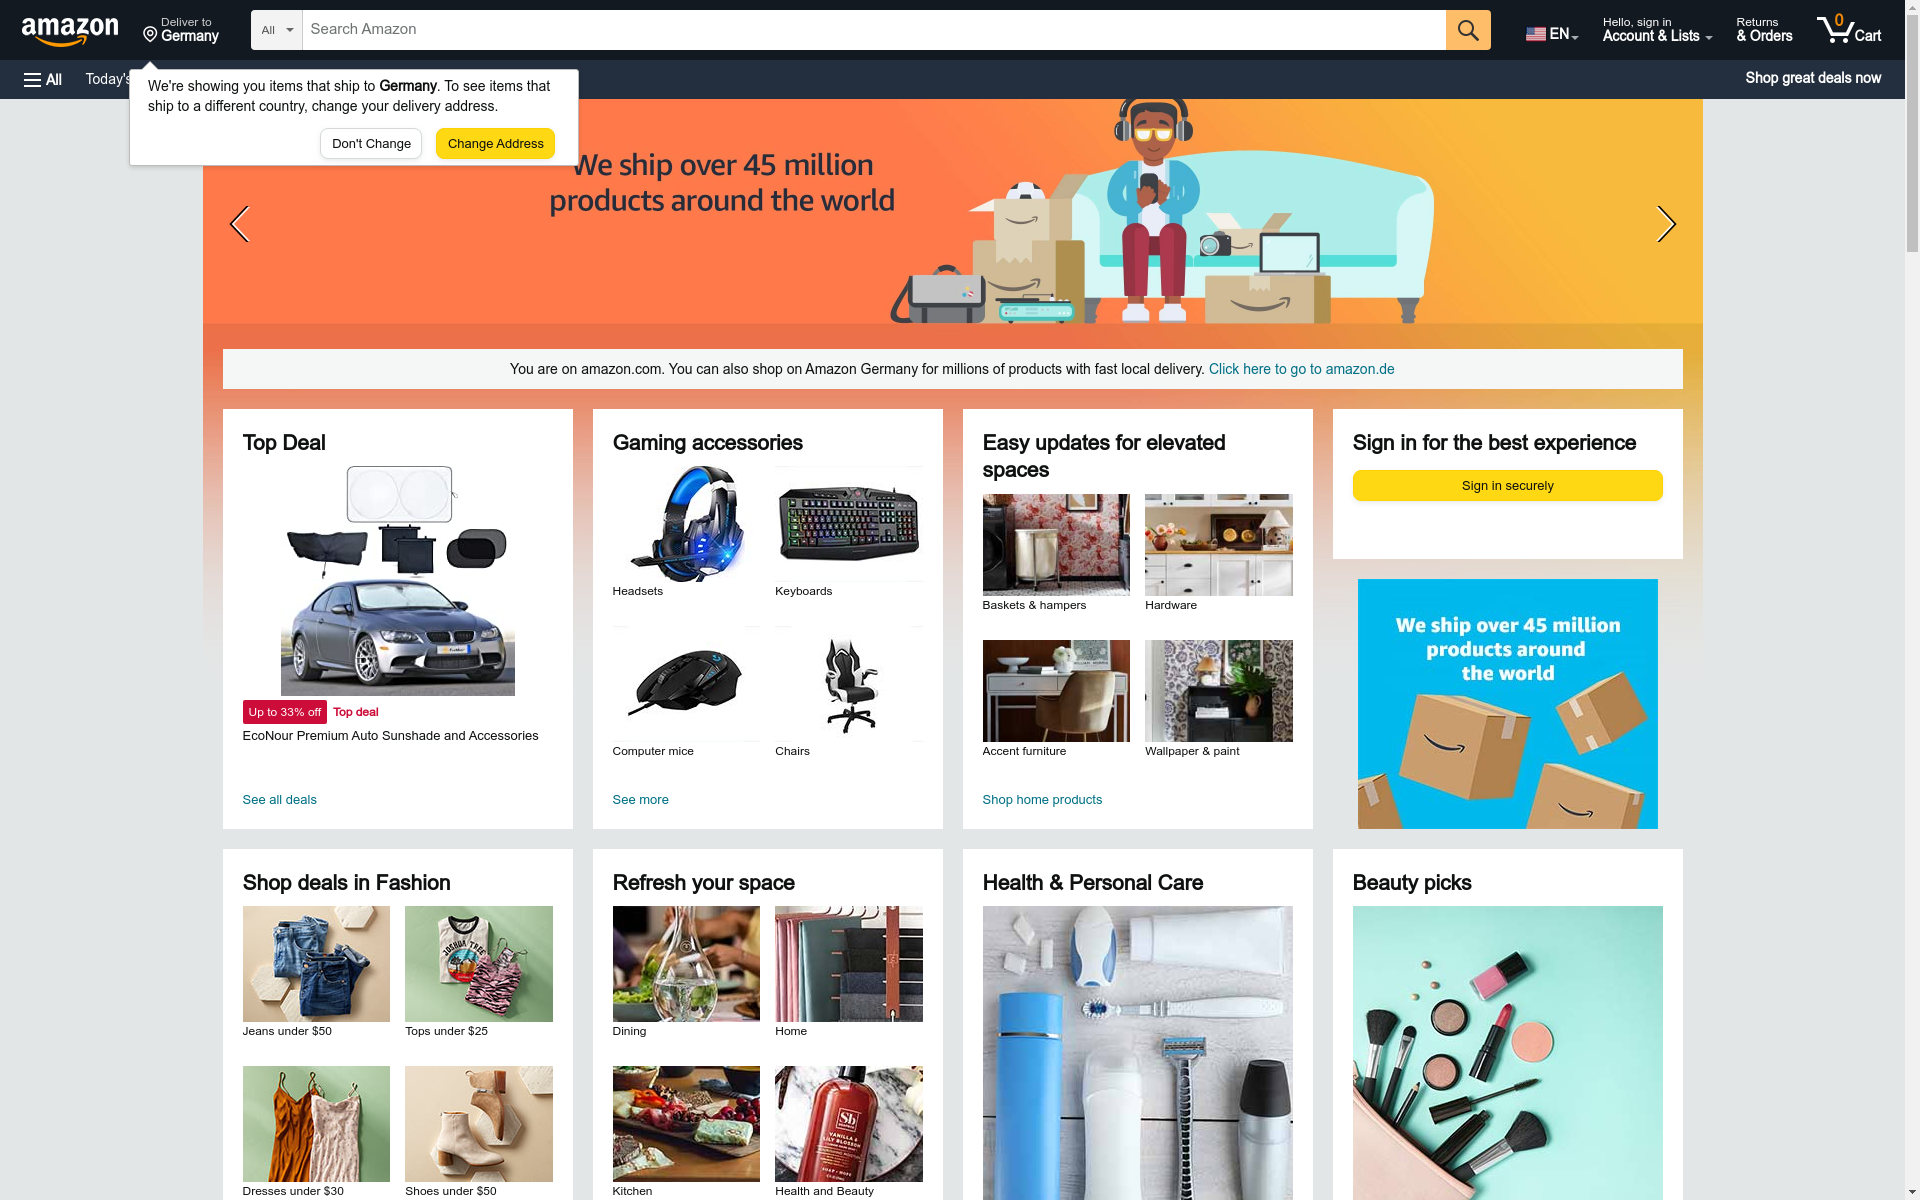 amazon
Deliver to
Germany
All
Search Amazon
EN
Hello, sign in
Account & Lists
Returns
& Orders
0
Cart
All
Today's
Shop great deals now
We're showing you items that ship to Germany. To see items that
ship to a different country, change your delivery address.
Don't Change
Change Address
We ship over 45 million
products around the world
You are on amazon.com. You can also shop on Amazon Germany for millions of products with fast local delivery. Click here to go to amazon.de
Top Deal
Up to 33% off
Top deal
EcoNour Premium Auto Sunshade and Accessories
See all deals
Gaming accessories
Headsets
Keyboards
Computer mice
Chairs
See more
Easy updates for elevated
spaces
Baskets & hampers
Hardware
Accent furniture
Wallpaper & paint
Shop home products
Sign in for the best experience
Sign in securely
We ship over 45 million
products around
the world
Shop deals in Fashion
JOSHUA TREE
Jeans under $50
Tops under $25
Dresses under $30
Shoes under $50
Refresh your space
Dining
Home
Sb
VANILLA &
LILY BLOSSOM
Kitchen
Health and Beauty
Health & Personal Care
Beauty picks